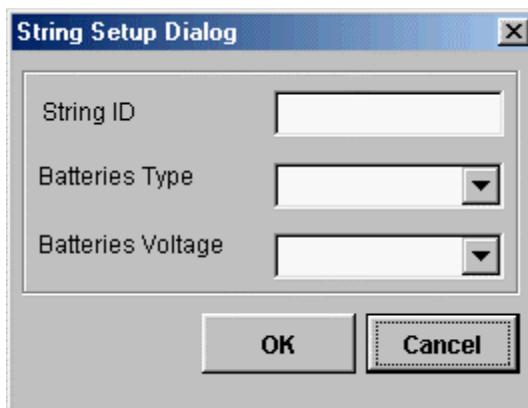 String Setup Dialog
String ID
Batteries Type
Batteries Voltage
OK Cancel